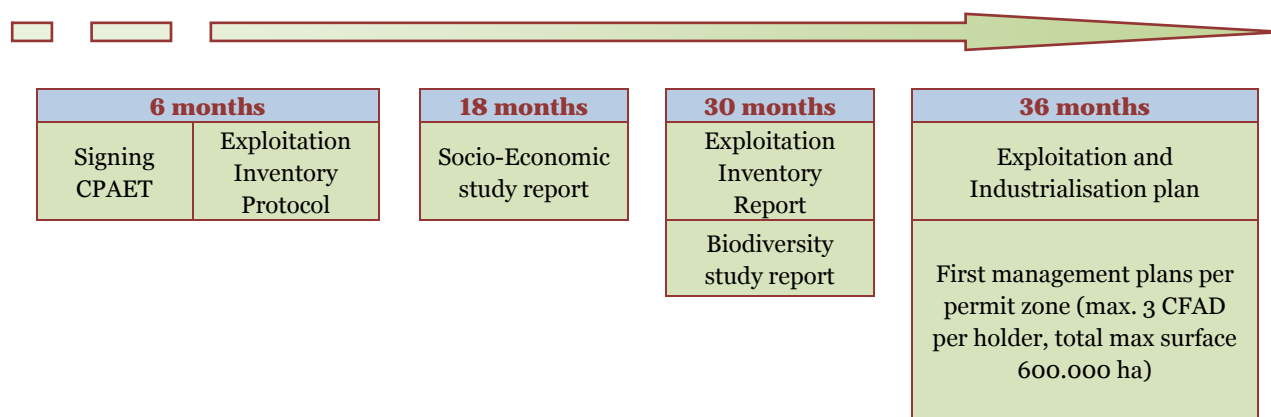 6 months
Signing
CPAET
Exploitation
Inventory
Protocol
18 months
Socio-Economic
study report
30 months
Exploitation
Inventory
Report
Biodiversity
study report
36 months
Exploitation and
Industrialisation plan
First management plans per
permit zone (max. 3 CFAD
per holder, total max surface
600.000 ha)